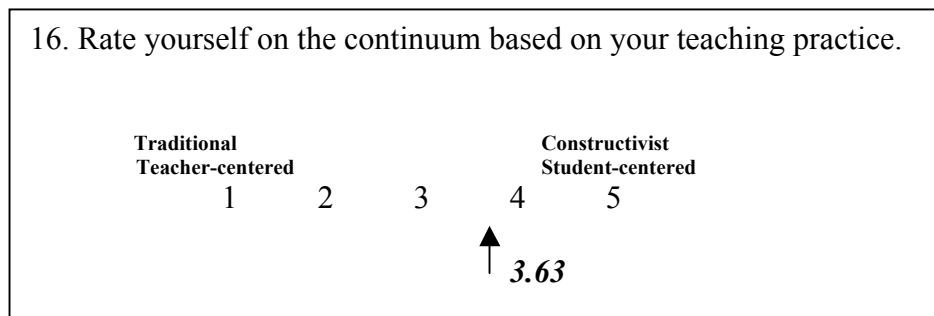 16. Rate yourself on the continuum based on your teaching practice.
Traditional Constructivist
Teacher-centered Student-centered
1 2 3 4 5
3.63